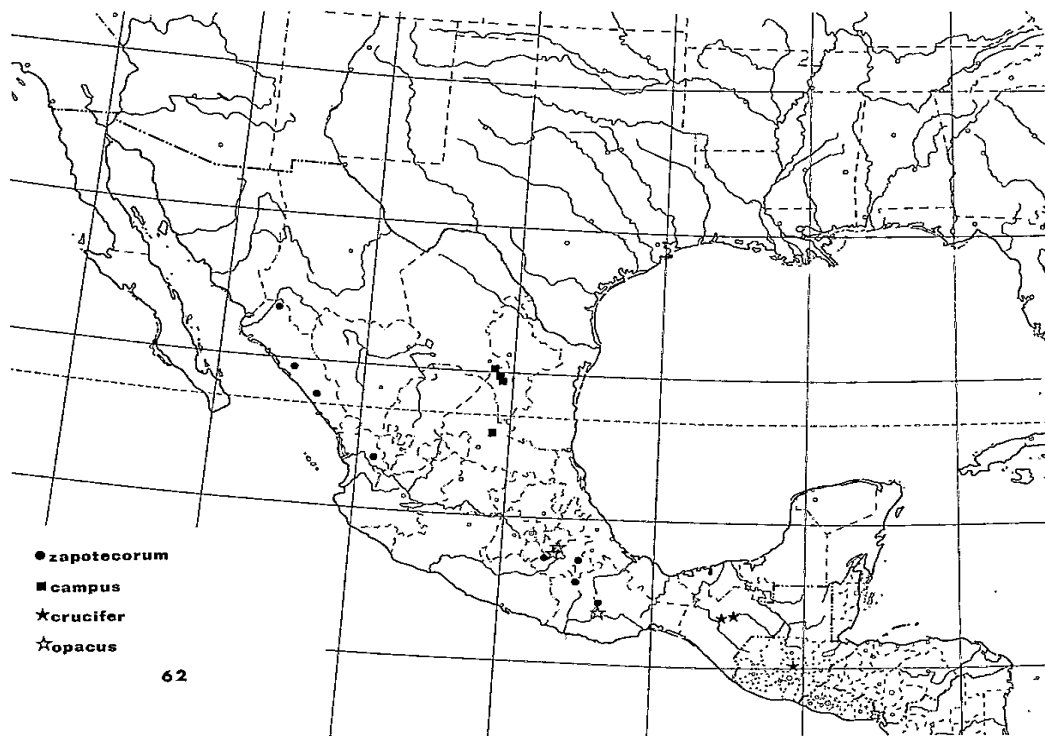 ● zapotecorum
■ campus
★ crucifer
☆ opacus
62